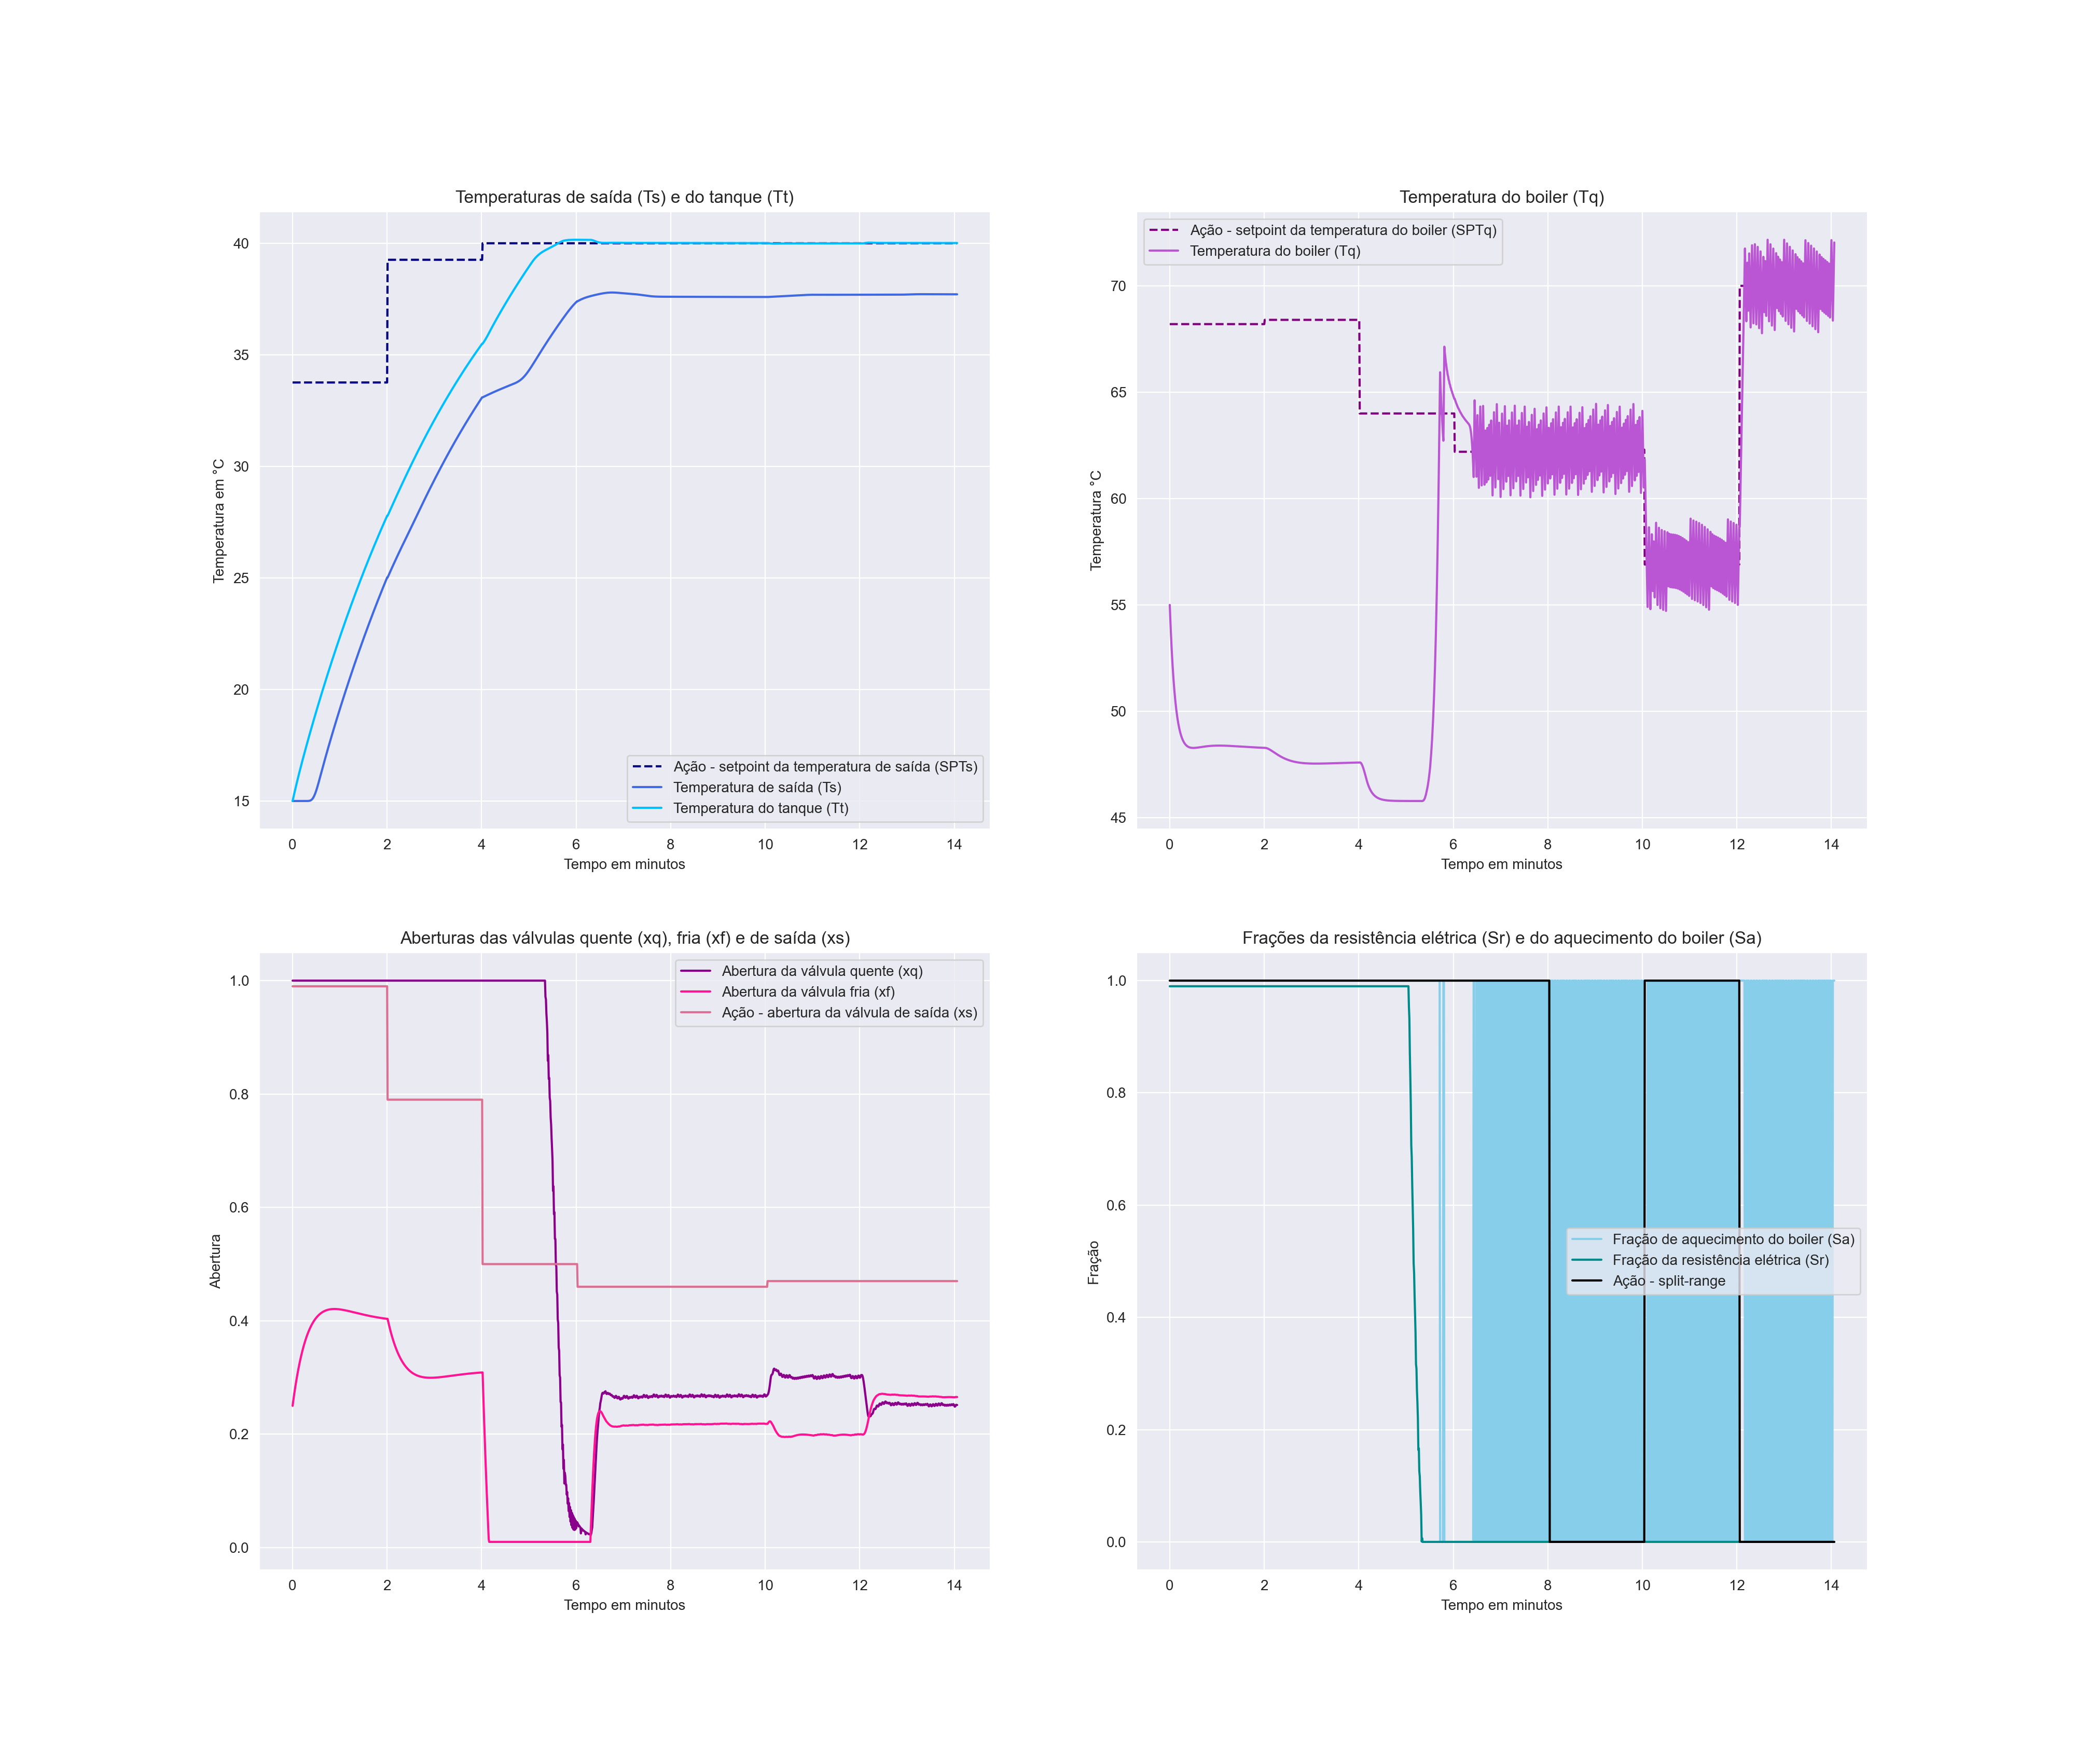 Temperaturas de saída (Ts) e do tanque (Tt)
40
35
30
25
20
15
Temperatura em °C
Ação - setpoint da temperatura de saída (SPTs)
Temperatura de saída (Ts)
Temperatura do tanque (Tt)
0 2 4 6 8 10 12 14
Tempo em minutos
Temperatura do boiler (Tq)
Ação - setpoint da temperatura do boiler (SPTq)
Temperatura do boiler (Tq)
70
65
60
55
50
45
Temperatura °C
0 2 4 6 8 10 12 14
Tempo em minutos
Aberturas das válvulas quente (xq), fria (xf) e de saída (xs)
Abertura da válvula quente (xq)
Abertura da válvula fria (xf)
Ação - abertura da válvula de saída (xs)
1.0
0.8
0.6
0.4
0.2
0.0
Abertura
0 2 4 6 8 10 12 14
Tempo em minutos
Frações da resistência elétrica (Sr) e do aquecimento do boiler (Sa)
1.0
0.8
0.6
0.4
0.2
0.0
Fração
Fração de aquecimento do boiler (Sa)
Fração da resistência elétrica (Sr)
Ação - split-range
0 2 4 6 8 10 12 14
Tempo em minutos